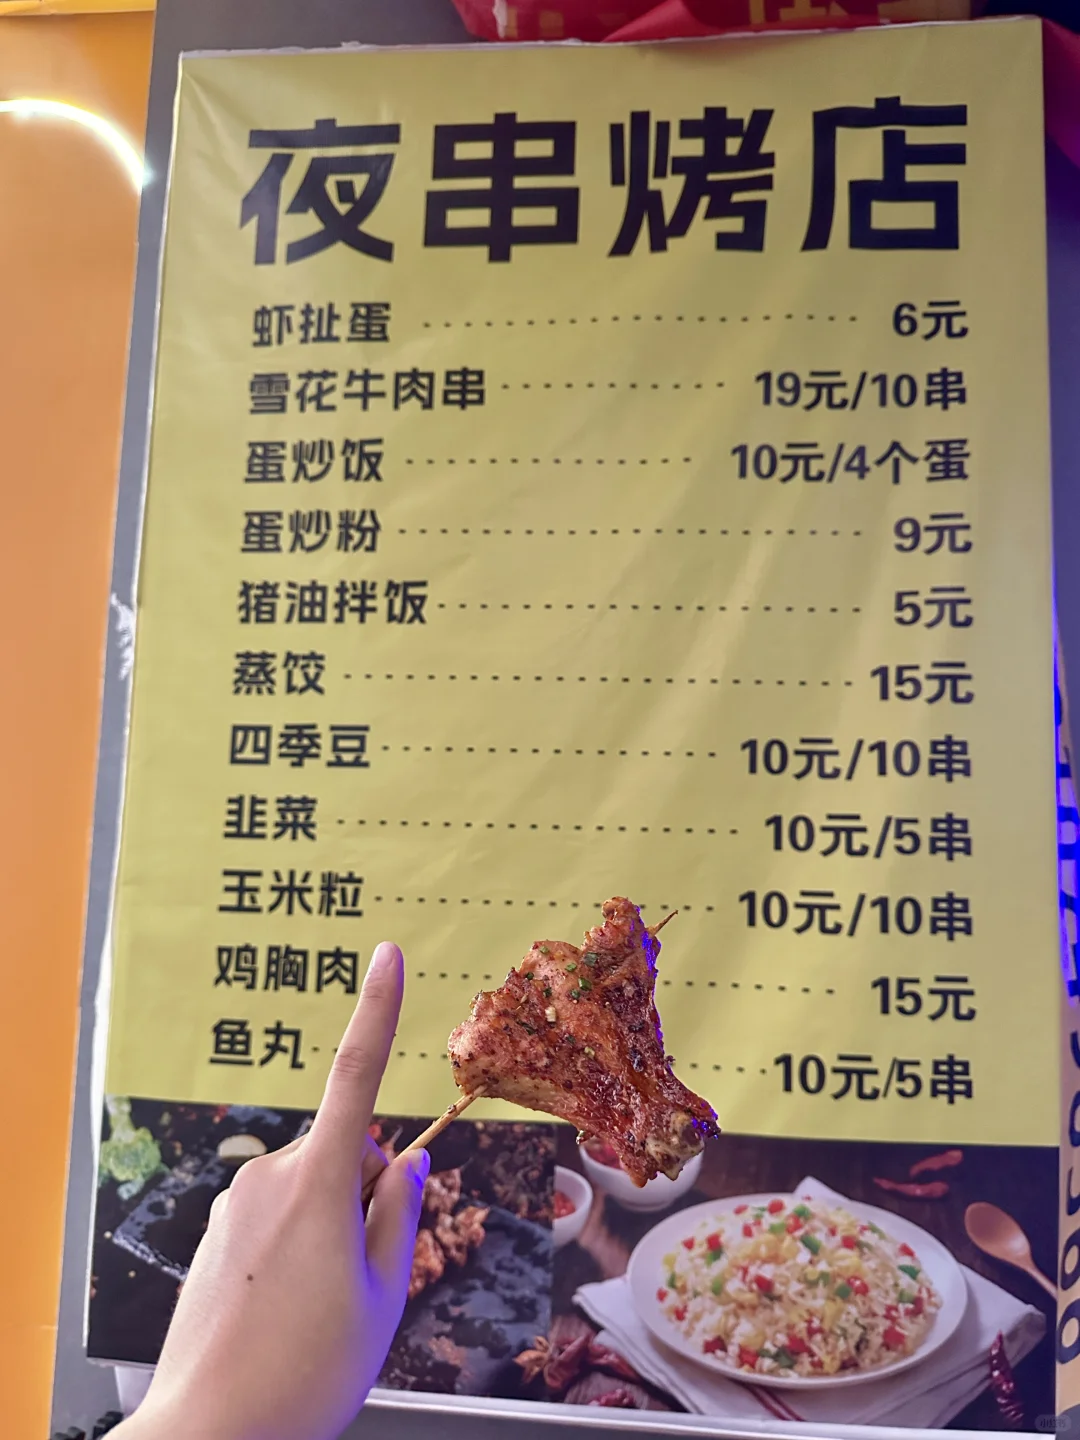 夜串烤店
虾扯蛋 6元
雪花牛肉串 19元/10串
蛋炒饭 10元/4个蛋
蛋炒粉 9元
猪油拌饭 5元
蒸饺 15元
四季豆 10元/10串
韭菜 10元/5串
玉米粒 10元/10串
鸡胸肉 15元
鱼丸 10元/5串